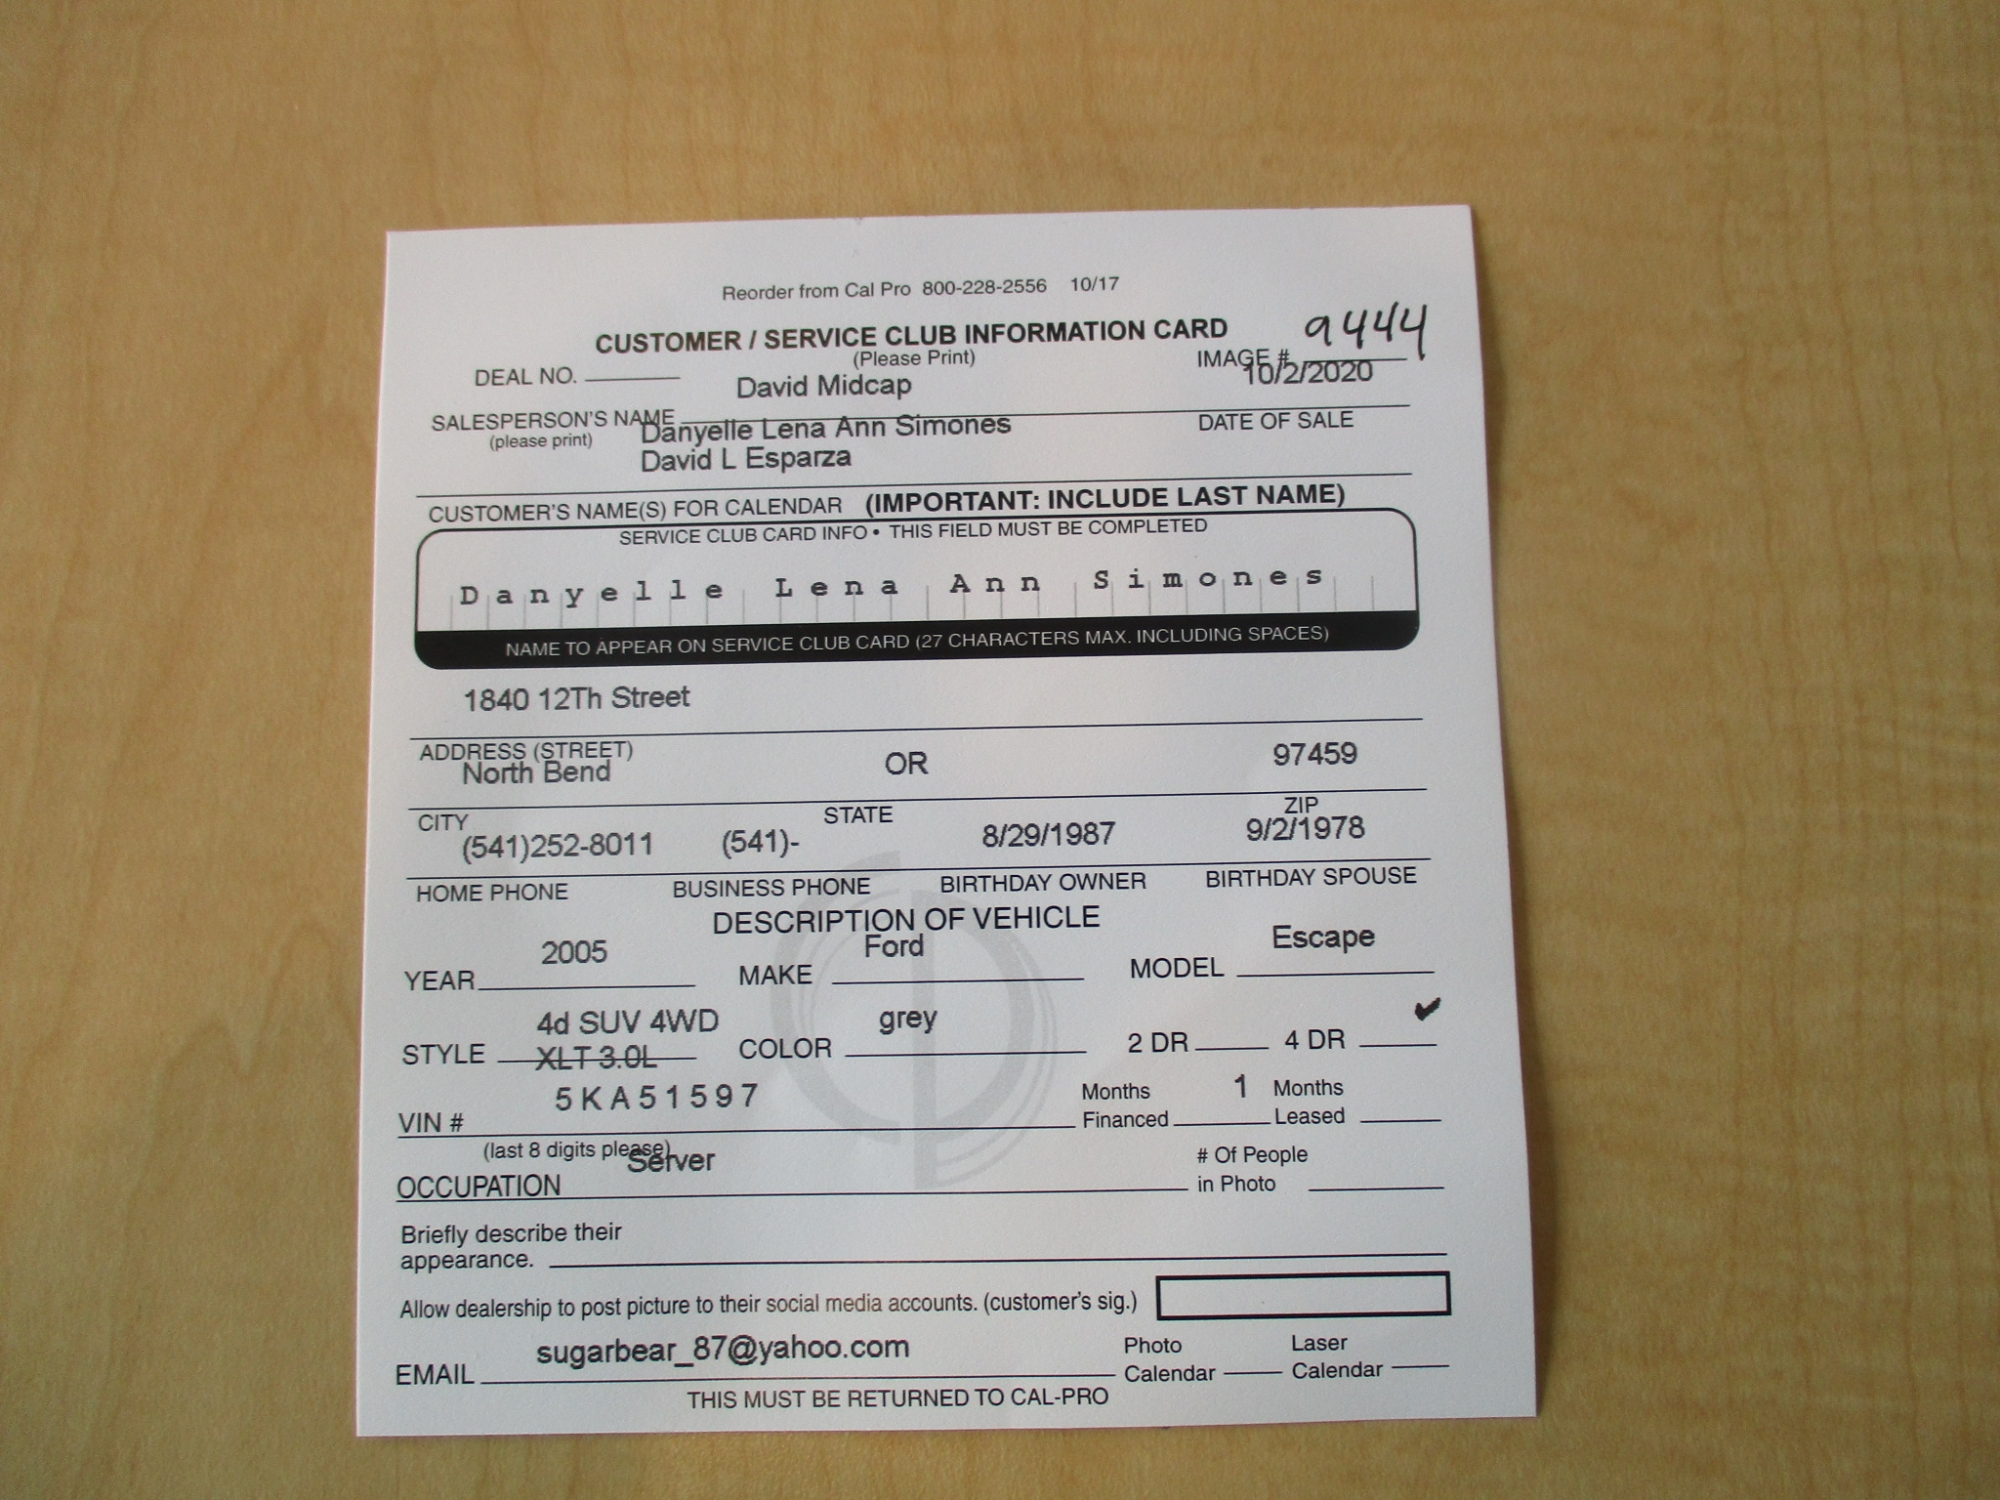 Reorder from Cal Pro 800-228-2556 10/17
CUSTOMER / SERVICE CLUB INFORMATION CARD
(Please Print)
9444
DEAL NO.
IMAGE #
David Midcap
10/2/2020
SALESPERSON'S NAME
(please print)
DATE OF SALE
Danyelle Lena Ann Simones
David L Esparza
CUSTOMER'S NAME(S) FOR CALENDAR (IMPORTANT: INCLUDE LAST NAME)
SERVICE CLUB CARD INFO • THIS FIELD MUST BE COMPLETED
Danyelle Lena Ann Simones
NAME TO APPEAR ON SERVICE CLUB CARD (27 CHARACTERS MAX. INCLUDING SPACES)
1840 12Th Street
ADDRESS (STREET)
North Bend OR 97459
CITY STATE ZIP
(541)252-8011 (541)- 8/29/1987 9/2/1978
HOME PHONE BUSINESS PHONE BIRTHDAY OWNER BIRTHDAY SPOUSE
DESCRIPTION OF VEHICLE
2005 Ford Escape
YEAR MAKE MODEL
4d SUV 4WD grey ✔
STYLE XLT 3.0L COLOR 2 DR 4 DR
5KA51597 Months 1 Months
VIN # Financed Leased
(last 8 digits please)
Server # Of People
OCCUPATION in Photo
Briefly describe their
appearance.
Allow dealership to post picture to their social media accounts. (customer's sig.)
sugarbear_87@yahoo.com Photo Laser
EMAIL Calendar Calendar
THIS MUST BE RETURNED TO CAL-PRO